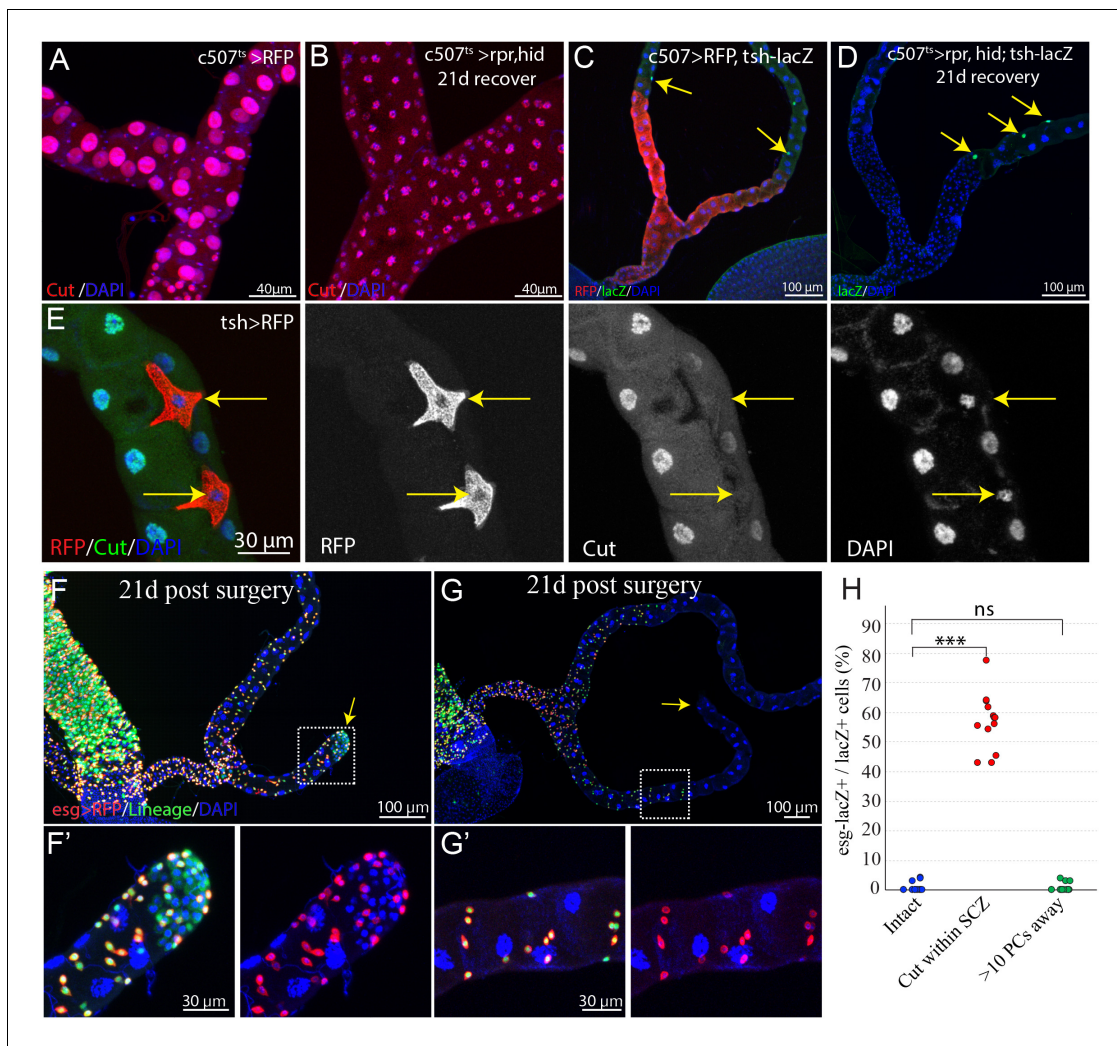 A
c507ts >RFP
Cut /DAPI
40µm
B
c507ts >rpr,hid
21d recover
Cut /DAPI
40µm
C
c507>RFP, tsh-lacZ
RFP/lacZ/DAPI
100 µm
D
c507ts >rpr, hid; tsh-lacZ
21d recovery
lacZ/DAPI
100 µm
E
tsh>RFP
RFP/Cut/DAPI
30 µm
RFP
Cut
DAPI
F
21d post surgery
esg>RFP/Lineage/DAPI
100 µm
G
21d post surgery
100 µm
F'
30 µm
G'
30 µm
H
ns
***
esg-lacZ+ / lacZ+ cells (%)
90
80
70
60
50
40
30
20
10
0
Intact
Cut within SCZ
>10 PCs away